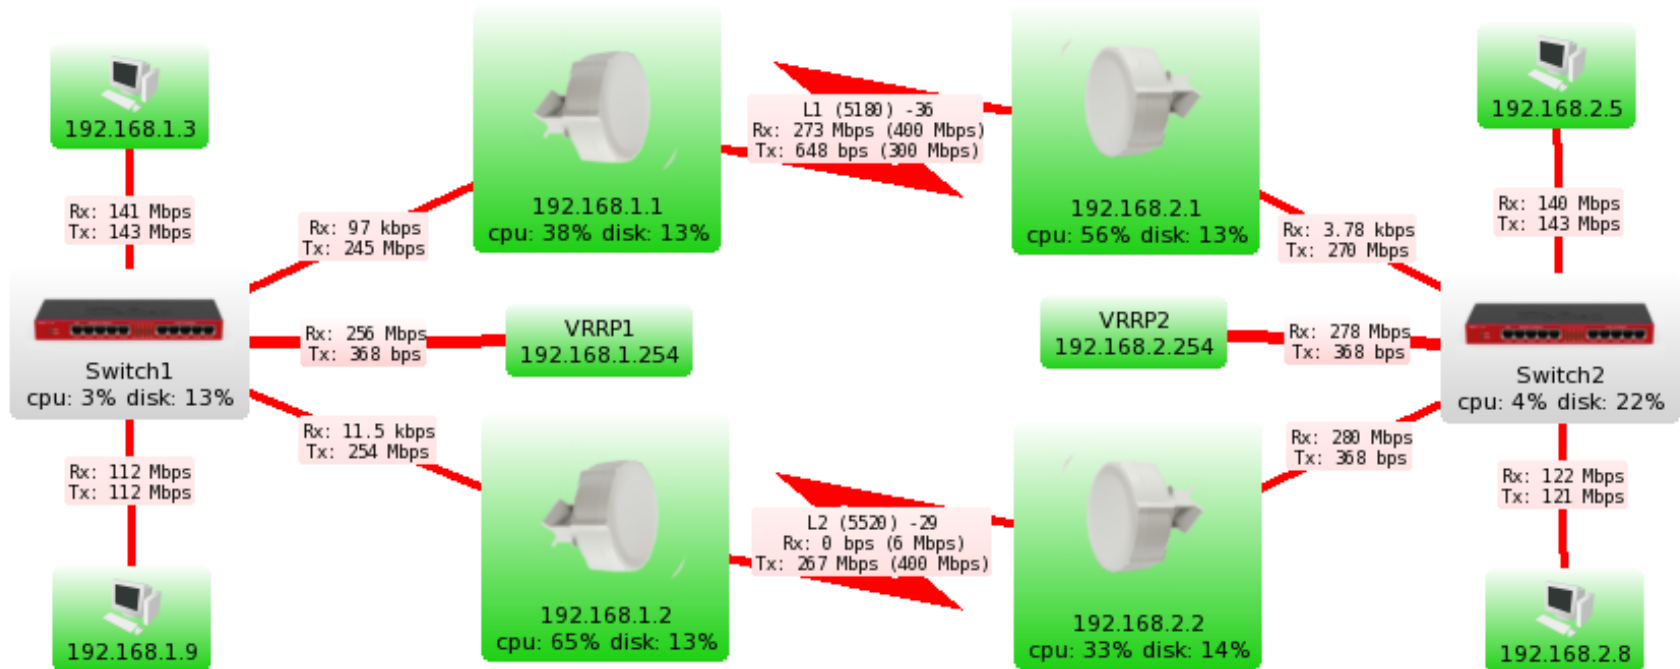 192.168.1.3
Rx: 141 Mbps
Tx: 143 Mbps
192.168.1.1
cpu: 38% disk: 13%
Rx: 97 kbps
Tx: 245 Mbps
L1 (5180) -36
Rx: 273 Mbps (400 Mbps)
Tx: 648 bps (300 Mbps)
192.168.2.1
cpu: 56% disk: 13%
192.168.2.5
Rx: 140 Mbps
Tx: 143 Mbps
Rx: 3.78 kbps
Tx: 270 Mbps
Switch1
cpu: 3% disk: 13%
Rx: 256 Mbps
Tx: 368 bps
VRRP1
192.168.1.254
VRRP2
192.168.2.254
Rx: 278 Mbps
Tx: 368 bps
Switch2
cpu: 4% disk: 22%
Rx: 11.5 kbps
Tx: 254 Mbps
Rx: 280 Mbps
Tx: 368 bps
Rx: 112 Mbps
Tx: 112 Mbps
192.168.1.9
192.168.1.2
cpu: 65% disk: 13%
L2 (5520) -29
Rx: 0 bps (6 Mbps)
Tx: 267 Mbps (400 Mbps)
192.168.2.2
cpu: 33% disk: 14%
Rx: 122 Mbps
Tx: 121 Mbps
192.168.2.8